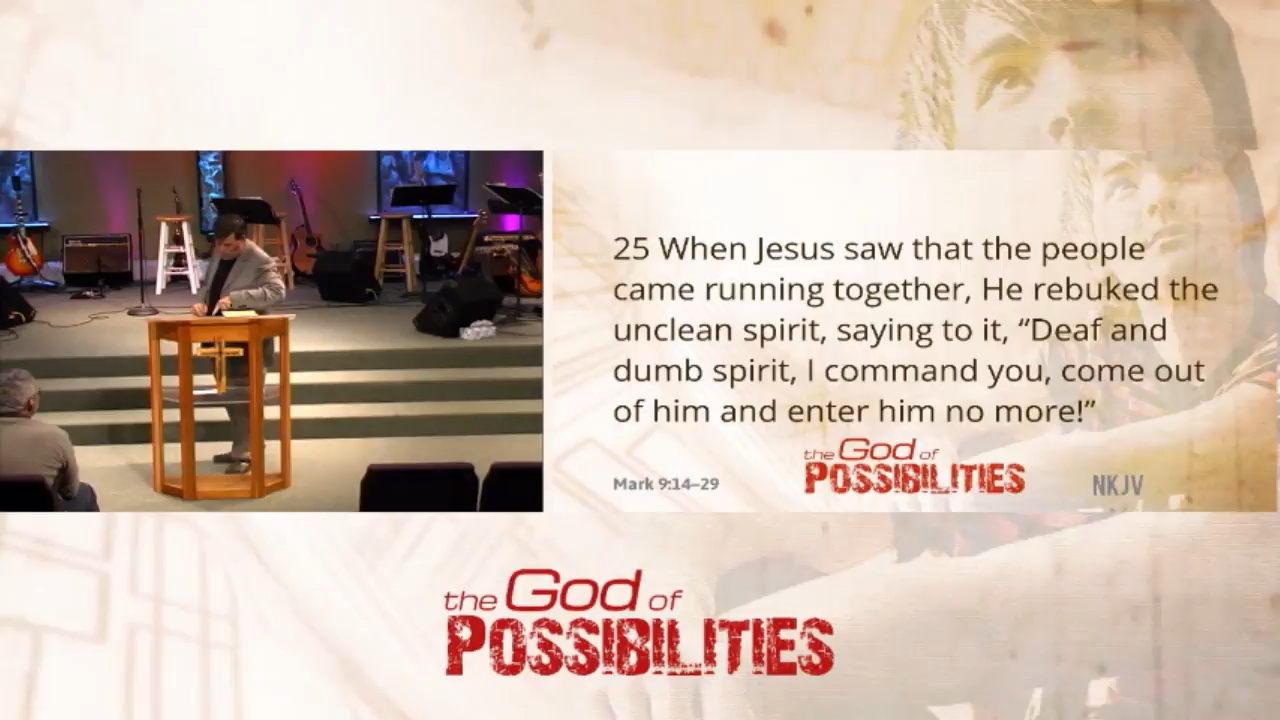 25 When Jesus saw that the people
came running together, He rebuked the
unclean spirit, saying to it, “Deaf and
dumb spirit, I command you, come out
of him and enter him no more!”
the God of
POSSIBILITIES
Mark 9:14–29
NKJV
the God of
POSSIBILITIES